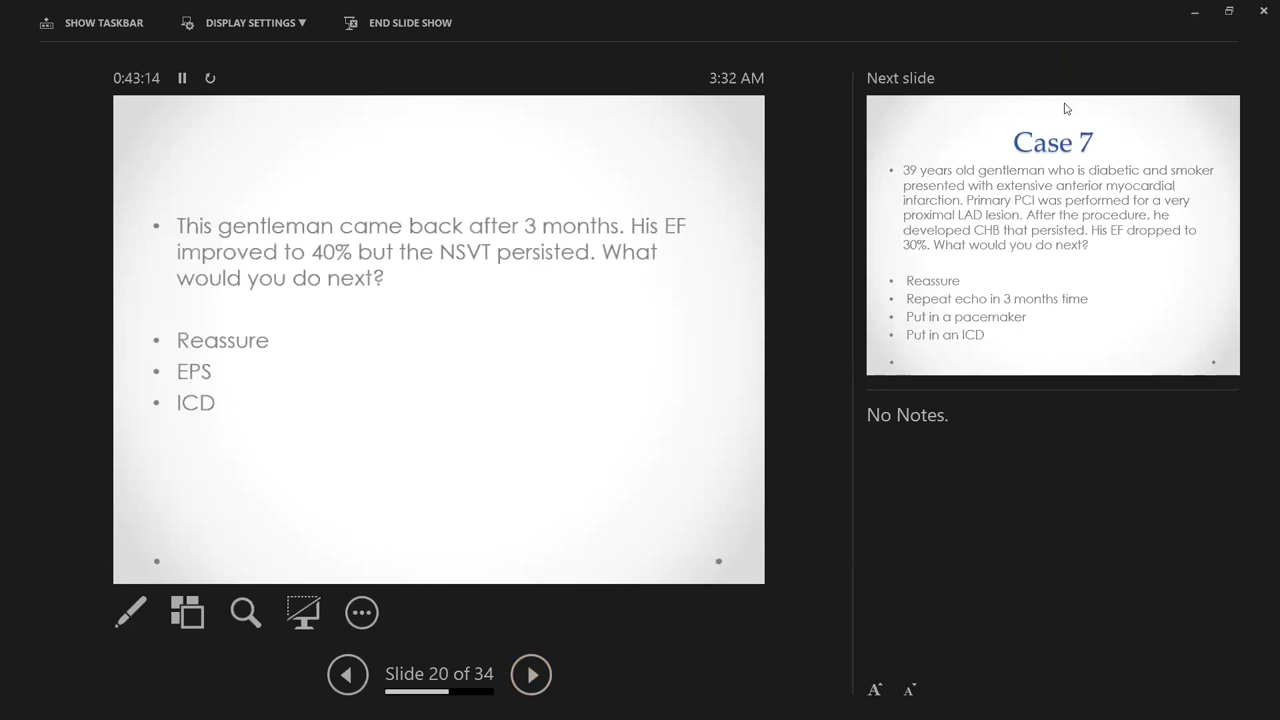 SHOW TASKBAR
DISPLAY SETTINGS ▼
END SLIDE SHOW
0:43:14
3:32 AM
• This gentleman came back after 3 months. His EF
improved to 40% but the NSVT persisted. What
would you do next?
• Reassure
• EPS
• ICD
Slide 20 of 34
Next slide
Case 7
• 39 years old gentleman who is diabetic and smoker
presented with extensive anterior myocardial
infarction. Primary PCI was performed for a very
proximal LAD lesion. After the procedure, he
developed CHB that persisted. His EF dropped to
30%. What would you do next?
• Reassure
• Repeat echo in 3 months time
• Put in a pacemaker
• Put in an ICD
No Notes.
A A